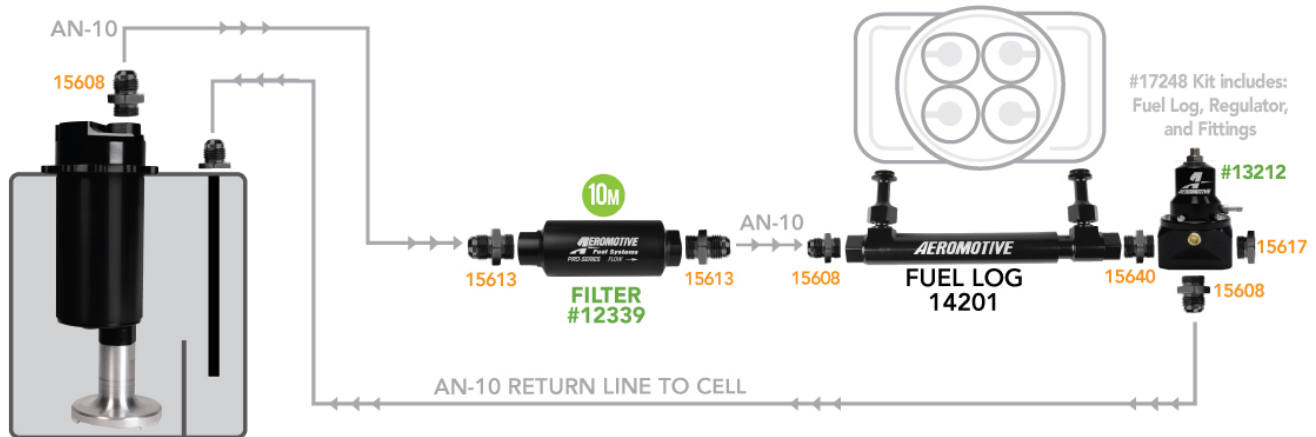 AN-10
15608
10M
AEROMOTIVE
Fuel Systems
PRO-SERIES FLOW →
15613
15613
FILTER
#12339
AN-10
15608
AEROMOTIVE
FUEL LOG
14201
15640
#17248 Kit includes:
Fuel Log, Regulator,
and Fittings
#13212
A
AEROMOTIVE
15617
15608
AN-10 RETURN LINE TO CELL